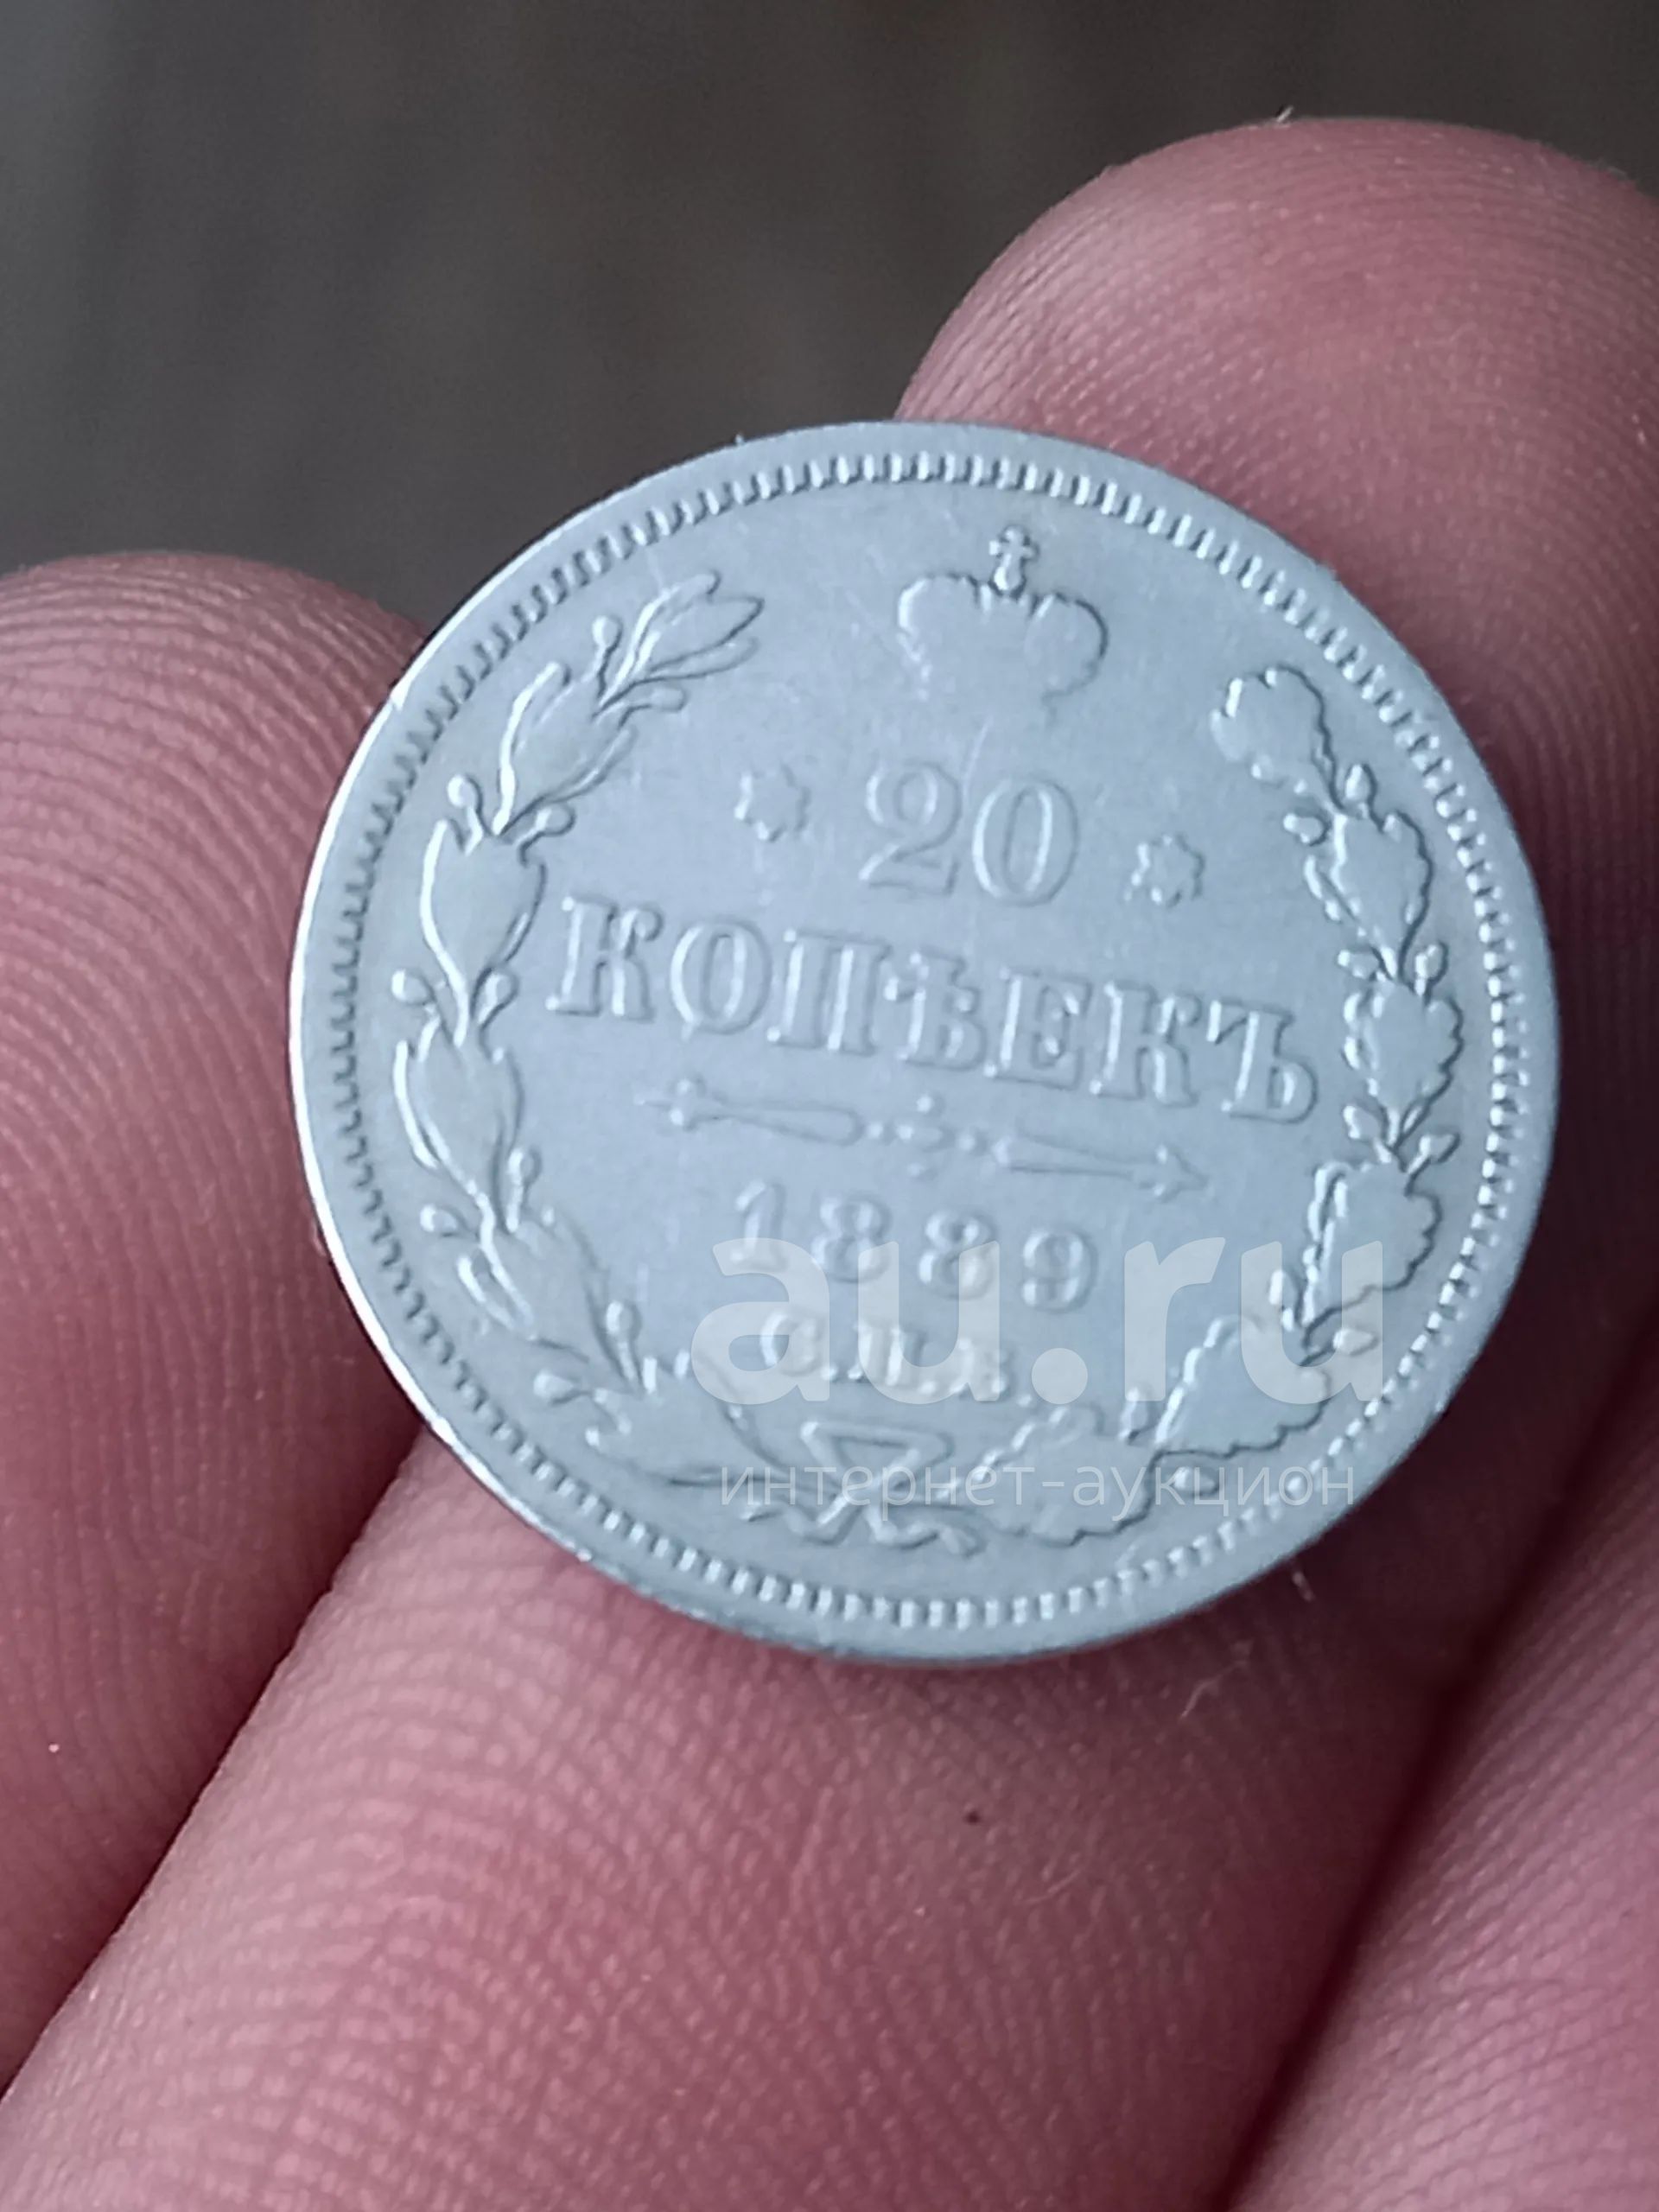 20
КОПѢЕКЪ
1889
С.П.Б.
au.ru
интернет-аукцион